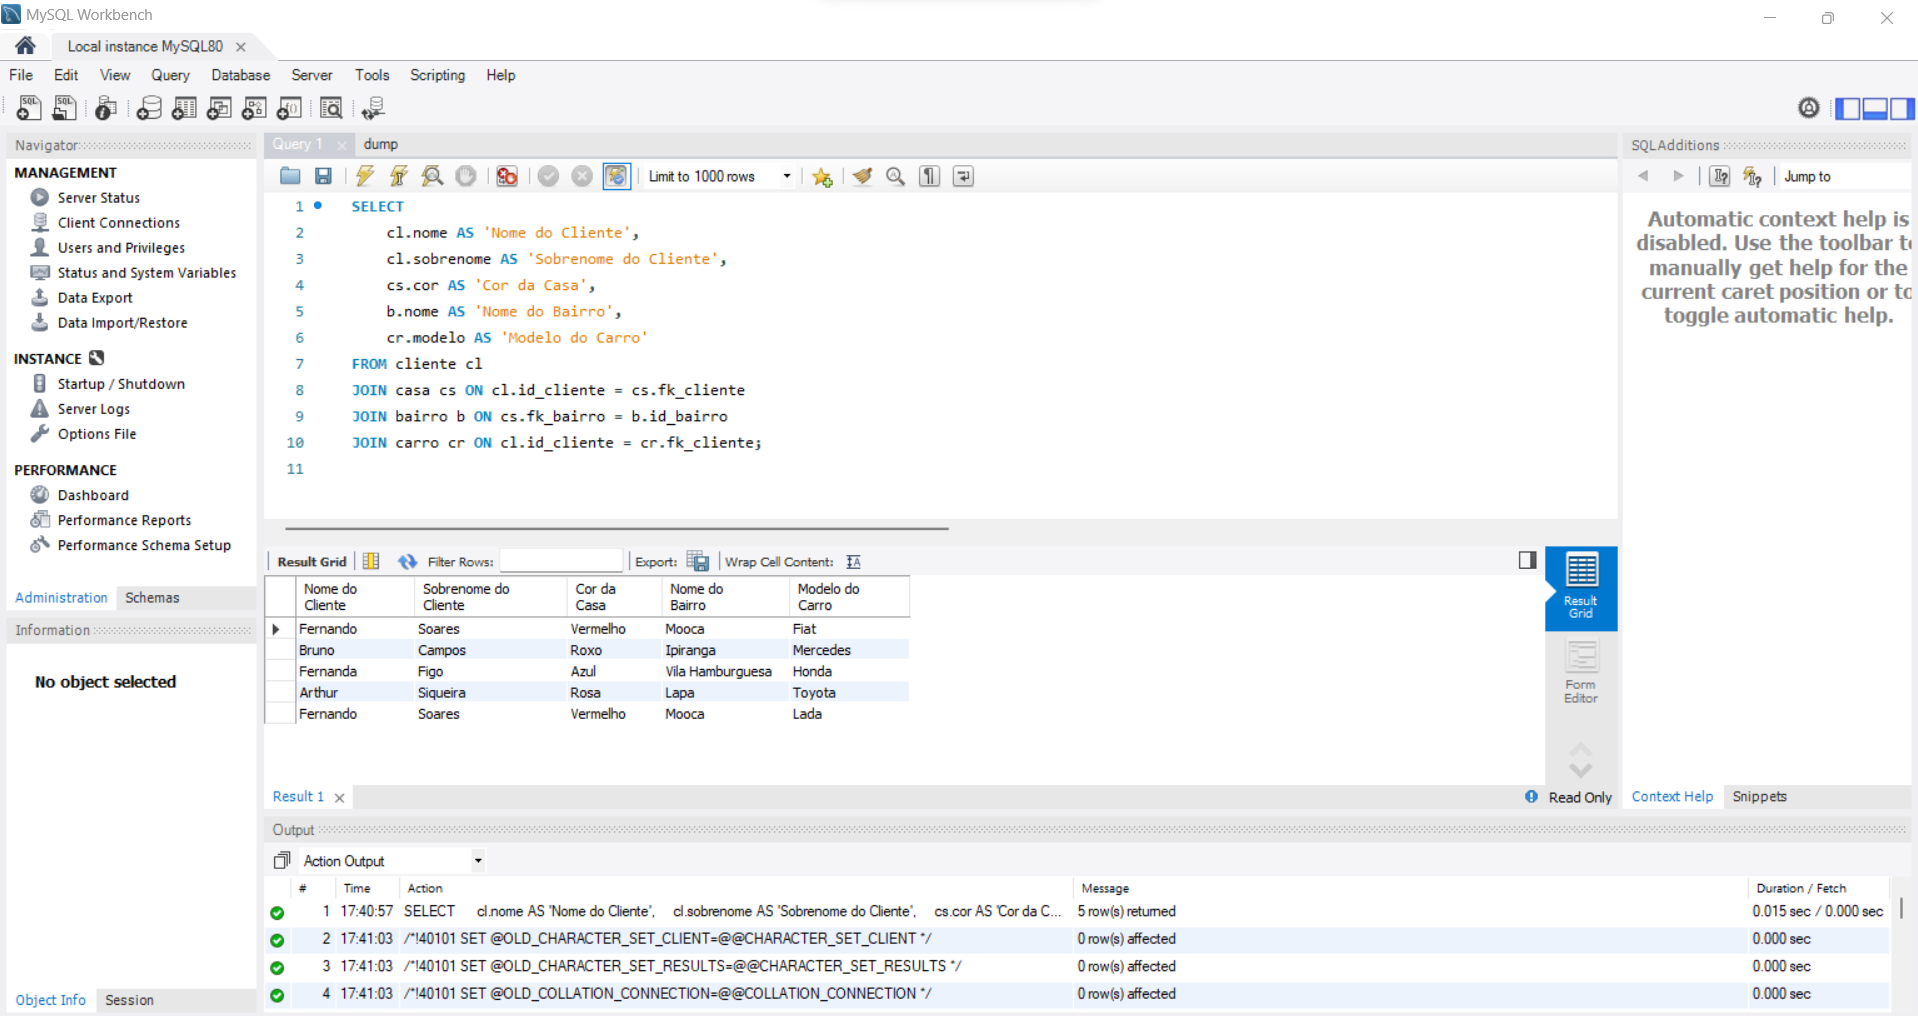 MySQL Workbench
Local instance MySQL80
File Edit View Query Database Server Tools Scripting Help
Navigator
MANAGEMENT
Server Status
Client Connections
Users and Privileges
Status and System Variables
Data Export
Data Import/Restore
INSTANCE
Startup / Shutdown
Server Logs
Options File
PERFORMANCE
Dashboard
Performance Reports
Performance Schema Setup
Administration Schemas
Information
No object selected
Object Info Session
Query 1 dump
Limit to 1000 rows
1 SELECT
2 cl.nome AS 'Nome do Cliente',
3 cl.sobrenome AS 'Sobrenome do Cliente',
4 cs.cor AS 'Cor da Casa',
5 b.nome AS 'Nome do Bairro',
6 cr.modelo AS 'Modelo do Carro'
7 FROM cliente cl
8 JOIN casa cs ON cl.id_cliente = cs.fk_cliente
9 JOIN bairro b ON cs.fk_bairro = b.id_bairro
10 JOIN carro cr ON cl.id_cliente = cr.fk_cliente;
11
Result Grid Filter Rows: Export: Wrap Cell Content:
Nome do Cliente Sobrenome do Cliente Cor da Casa Nome do Bairro Modelo do Carro
Fernando Soares Vermelho Mooca Fiat
Bruno Campos Roxo Ipiranga Mercedes
Fernanda Figo Azul Vila Hamburguesa Honda
Arthur Siqueira Rosa Lapa Toyota
Fernando Soares Vermelho Mooca Lada
Result Grid
Form Editor
Result 1 Read Only
SQLAdditions
Jump to
Automatic context help is
disabled. Use the toolbar to
manually get help for the
current caret position or to
toggle automatic help.
Context Help Snippets
Output
Action Output
# Time Action Message Duration / Fetch
1 17:40:57 SELECT cl.nome AS 'Nome do Cliente', cl.sobrenome AS 'Sobrenome do Cliente', cs.cor AS 'Cor da C... 5 row(s) returned 0.015 sec / 0.000 sec
2 17:41:03 /*!40101 SET @OLD_CHARACTER_SET_CLIENT=@@CHARACTER_SET_CLIENT */ 0 row(s) affected 0.000 sec
3 17:41:03 /*!40101 SET @OLD_CHARACTER_SET_RESULTS=@@CHARACTER_SET_RESULTS */ 0 row(s) affected 0.000 sec
4 17:41:03 /*!40101 SET @OLD_COLLATION_CONNECTION=@@COLLATION_CONNECTION */ 0 row(s) affected 0.000 sec